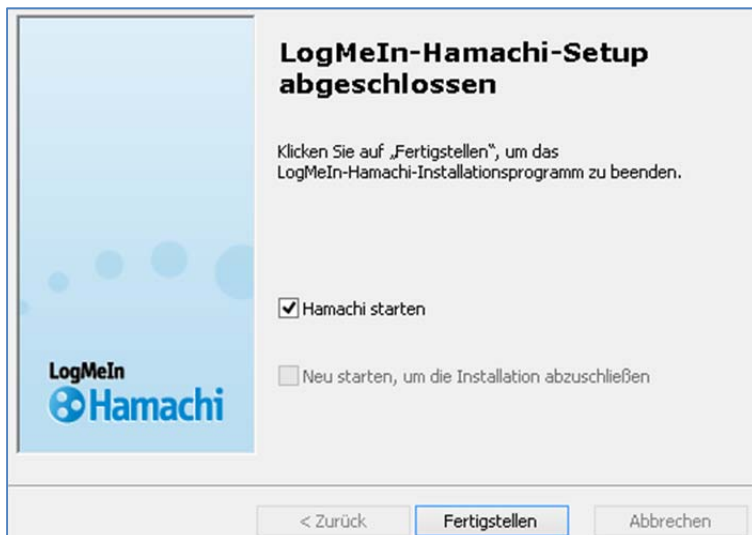 LogMeIn-Hamachi-Setup
abgeschlossen
Klicken Sie auf „Fertigstellen“, um das
LogMeIn-Hamachi-Installationsprogramm zu beenden.
Hamachi starten
Neu starten, um die Installation abzuschließen
LogMeIn
Hamachi
< Zurück
Fertigstellen
Abbrechen